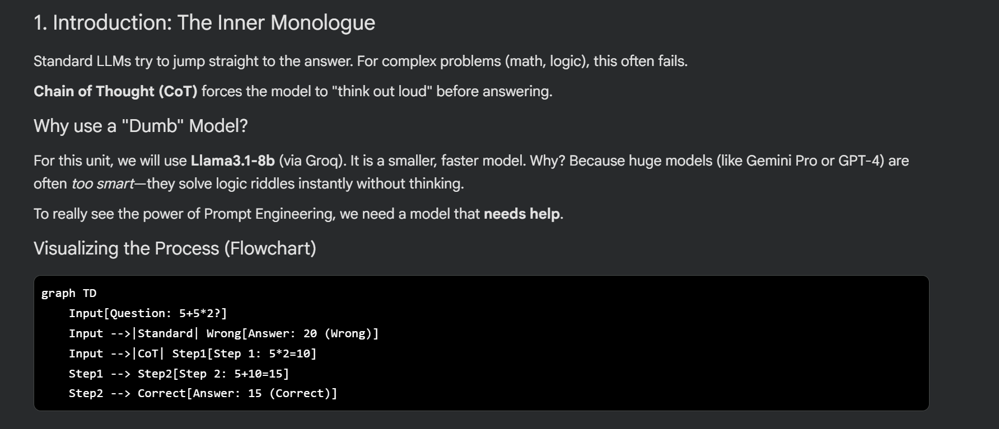 1. Introduction: The Inner Monologue
Standard LLMs try to jump straight to the answer. For complex problems (math, logic), this often fails.
Chain of Thought (CoT) forces the model to "think out loud" before answering.
Why use a "Dumb" Model?
For this unit, we will use Llama3.1-8b (via Groq). It is a smaller, faster model. Why? Because huge models (like Gemini Pro or GPT-4) are
often too smart—they solve logic riddles instantly without thinking.
To really see the power of Prompt Engineering, we need a model that needs help.
Visualizing the Process (Flowchart)
graph TD
    Input[Question: 5+5*2?]
    Input -->|Standard| Wrong[Answer: 20 (Wrong)]
    Input -->|CoT| Step1[Step 1: 5*2=10]
    Step1 --> Step2[Step 2: 5+10=15]
    Step2 --> Correct[Answer: 15 (Correct)]